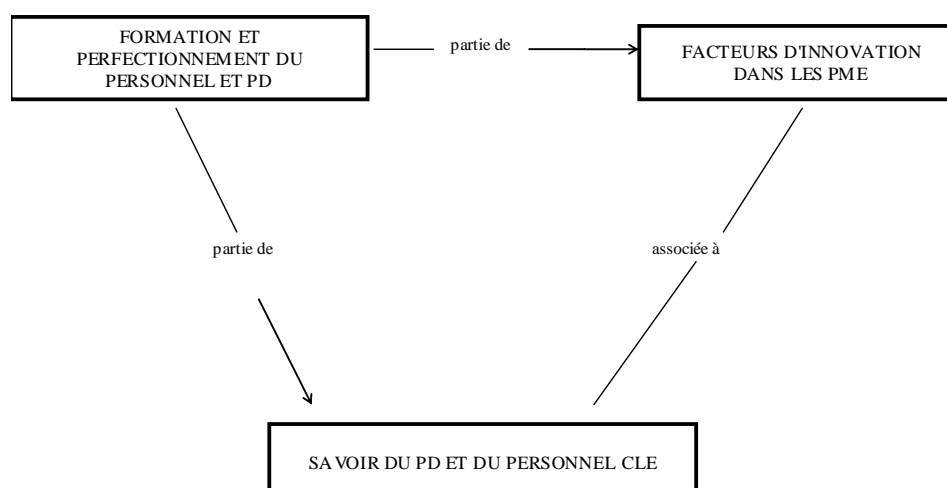 FORMATION ET
PERFECTIONNEMENT DU
PERSONNEL ET PD
partie de
FACTEURS D'INNOVATION
DANS LES PME
partie de
associée à
SAVOIR DU PD ET DU PERSONNEL CLE